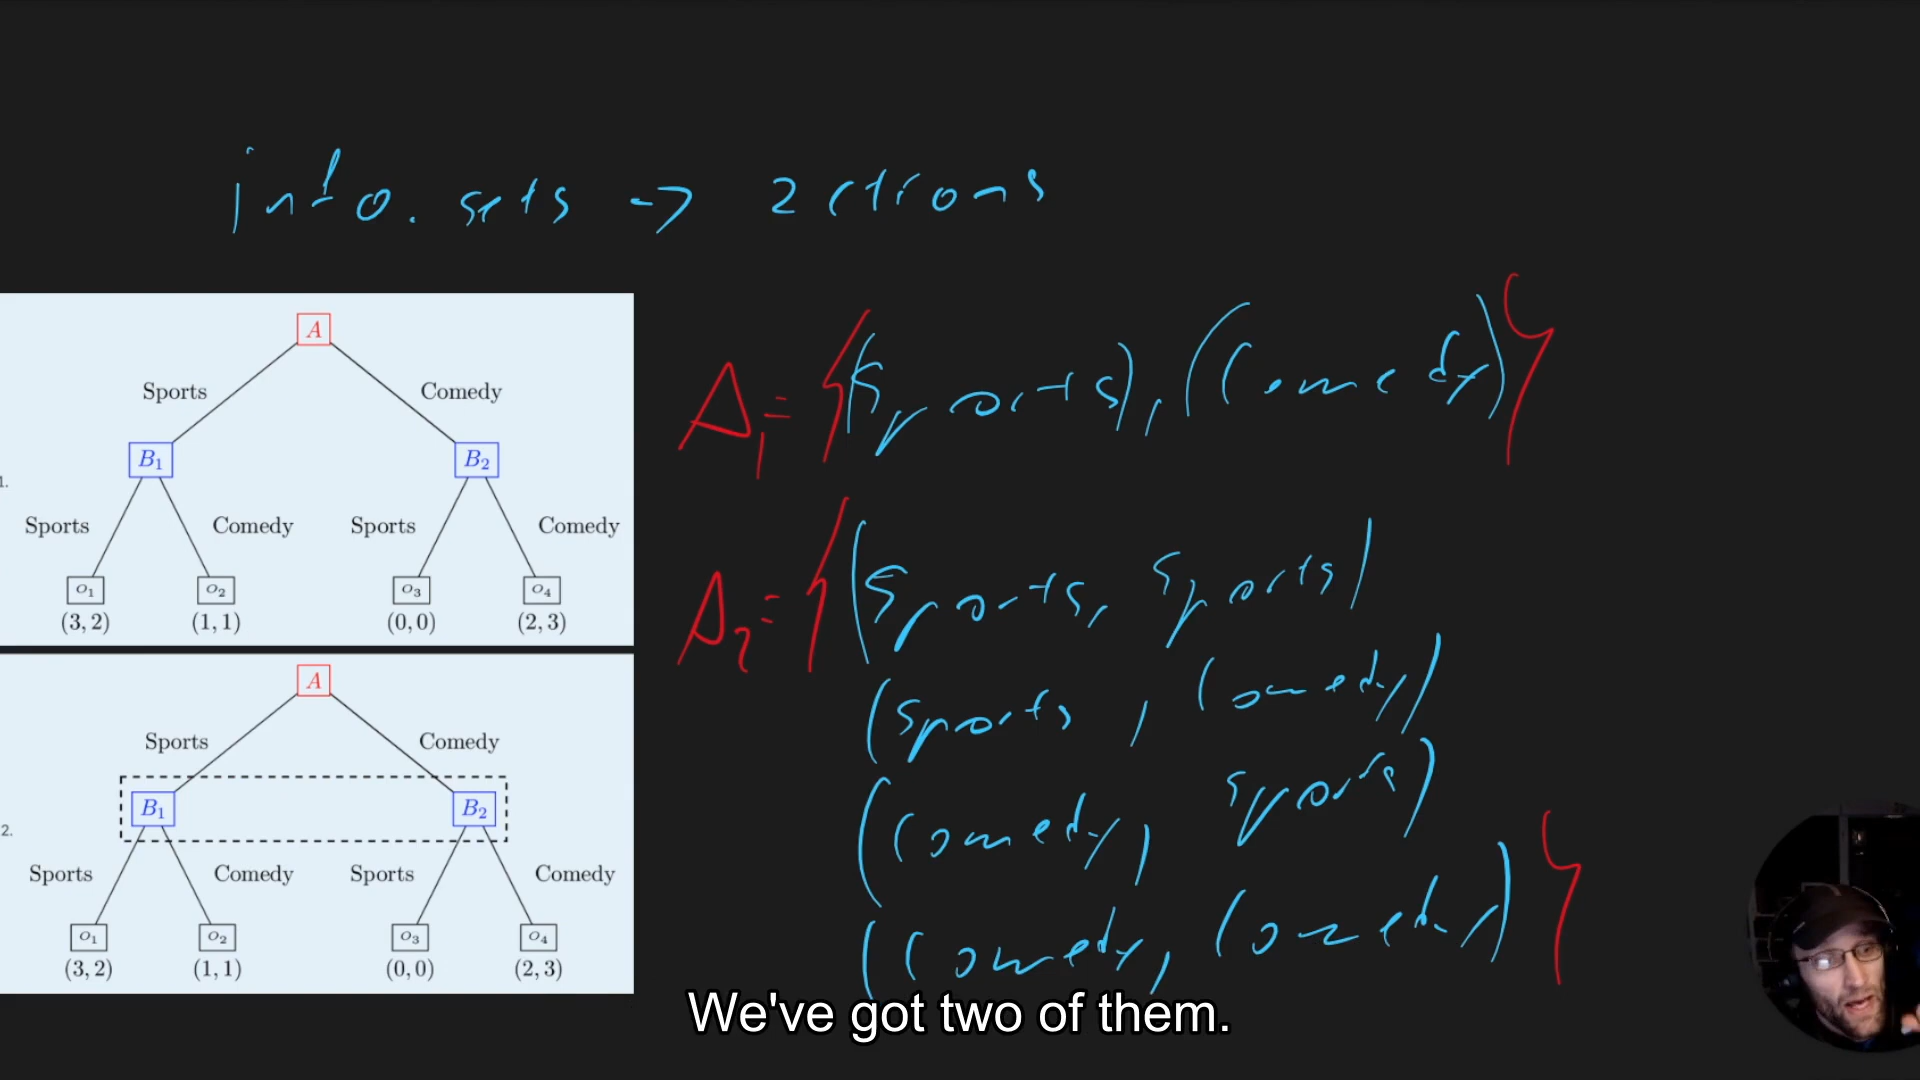 info. sets -> actions
A
Sports Comedy
B₁ B₂
1.
Sports Comedy Sports Comedy
o₁ o₂ o₃ o₄
(3, 2) (1, 1) (0, 0) (2, 3)
A
Sports Comedy
B₁ B₂
2.
Sports Comedy Sports Comedy
o₁ o₂ o₃ o₄
(3, 2) (1, 1) (0, 0) (2, 3)
A₁ = {(Sports), (Comedy)}
A₂ = {(Sports, Sports)
(Sports, Comedy)
(Comedy, Sports)
(Comedy, Comedy)}
We've got two of them.